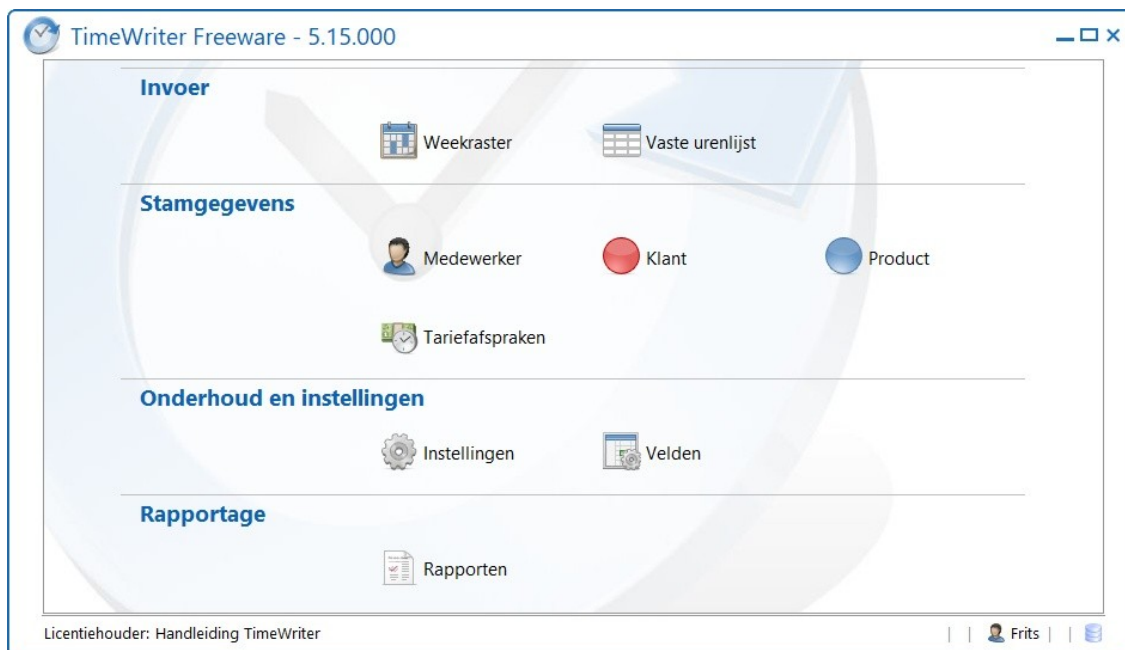 TimeWriter Freeware - 5.15.000
Invoer
Weekraster Vaste urenlijst
Stamgegevens
Medewerker Klant Product
Tariefafspraken
Onderhoud en instellingen
Instellingen Velden
Rapportage
Rapporten
Licentiehouder: Handleiding TimeWriter | | Frits | |